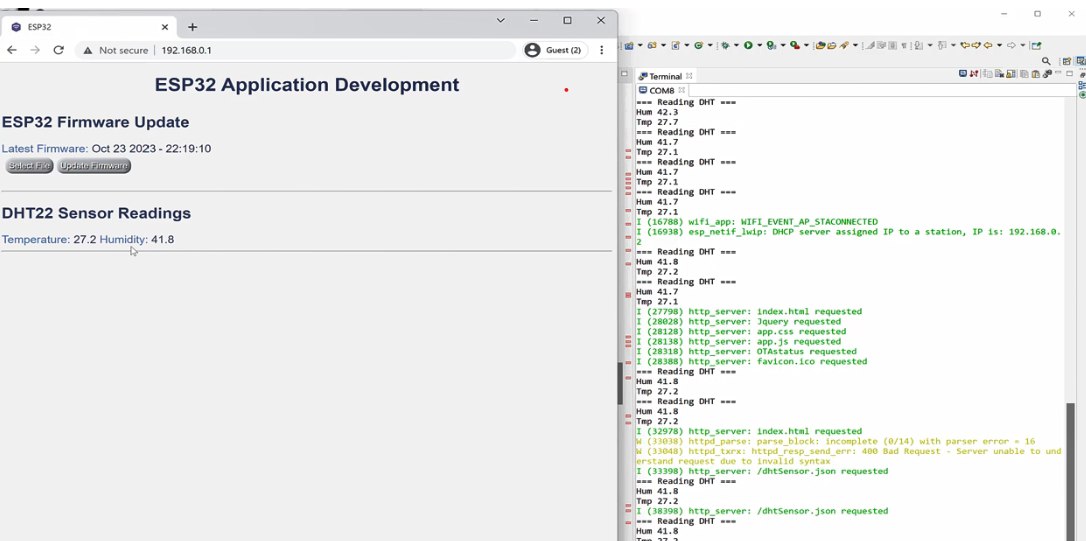 ESP32
Not secure | 192.168.0.1
Guest (2)
ESP32 Application Development
ESP32 Firmware Update
Latest Firmware: Oct 23 2023 - 22:19:10
Select File Update Firmware
DHT22 Sensor Readings
Temperature: 27.2 Humidity: 41.8
Terminal
COM8
=== Reading DHT ===
Hum 42.3
Tmp 27.7
=== Reading DHT ===
Hum 41.7
Tmp 27.1
=== Reading DHT ===
Hum 41.7
Tmp 27.1
=== Reading DHT ===
Hum 41.7
Tmp 27.1
I (16788) wifi_app: WIFI_EVENT_AP_STACONNECTED
I (16938) esp_netif_lwip: DHCP server assigned IP to a station, IP is: 192.168.0.
2
=== Reading DHT ===
Hum 41.8
Tmp 27.2
=== Reading DHT ===
Hum 41.7
Tmp 27.1
I (27798) http_server: index.html requested
I (28028) http_server: Jquery requested
I (28128) http_server: app.css requested
I (28138) http_server: app.js requested
I (28318) http_server: OTAstatus requested
I (28388) http_server: favicon.ico requested
=== Reading DHT ===
Hum 41.8
Tmp 27.2
=== Reading DHT ===
Hum 41.8
Tmp 27.2
I (32978) http_server: index.html requested
W (33038) httpd_parse: parse_block: incomplete (0/14) with parser error = 16
W (33048) httpd_txrx: httpd_resp_send_err: 400 Bad Request - Server unable to und
erstand request due to invalid syntax
I (33398) http_server: /dhtSensor.json requested
=== Reading DHT ===
Hum 41.8
Tmp 27.2
I (38398) http_server: /dhtSensor.json requested
=== Reading DHT ===
Hum 41.8
Tmp 27.2